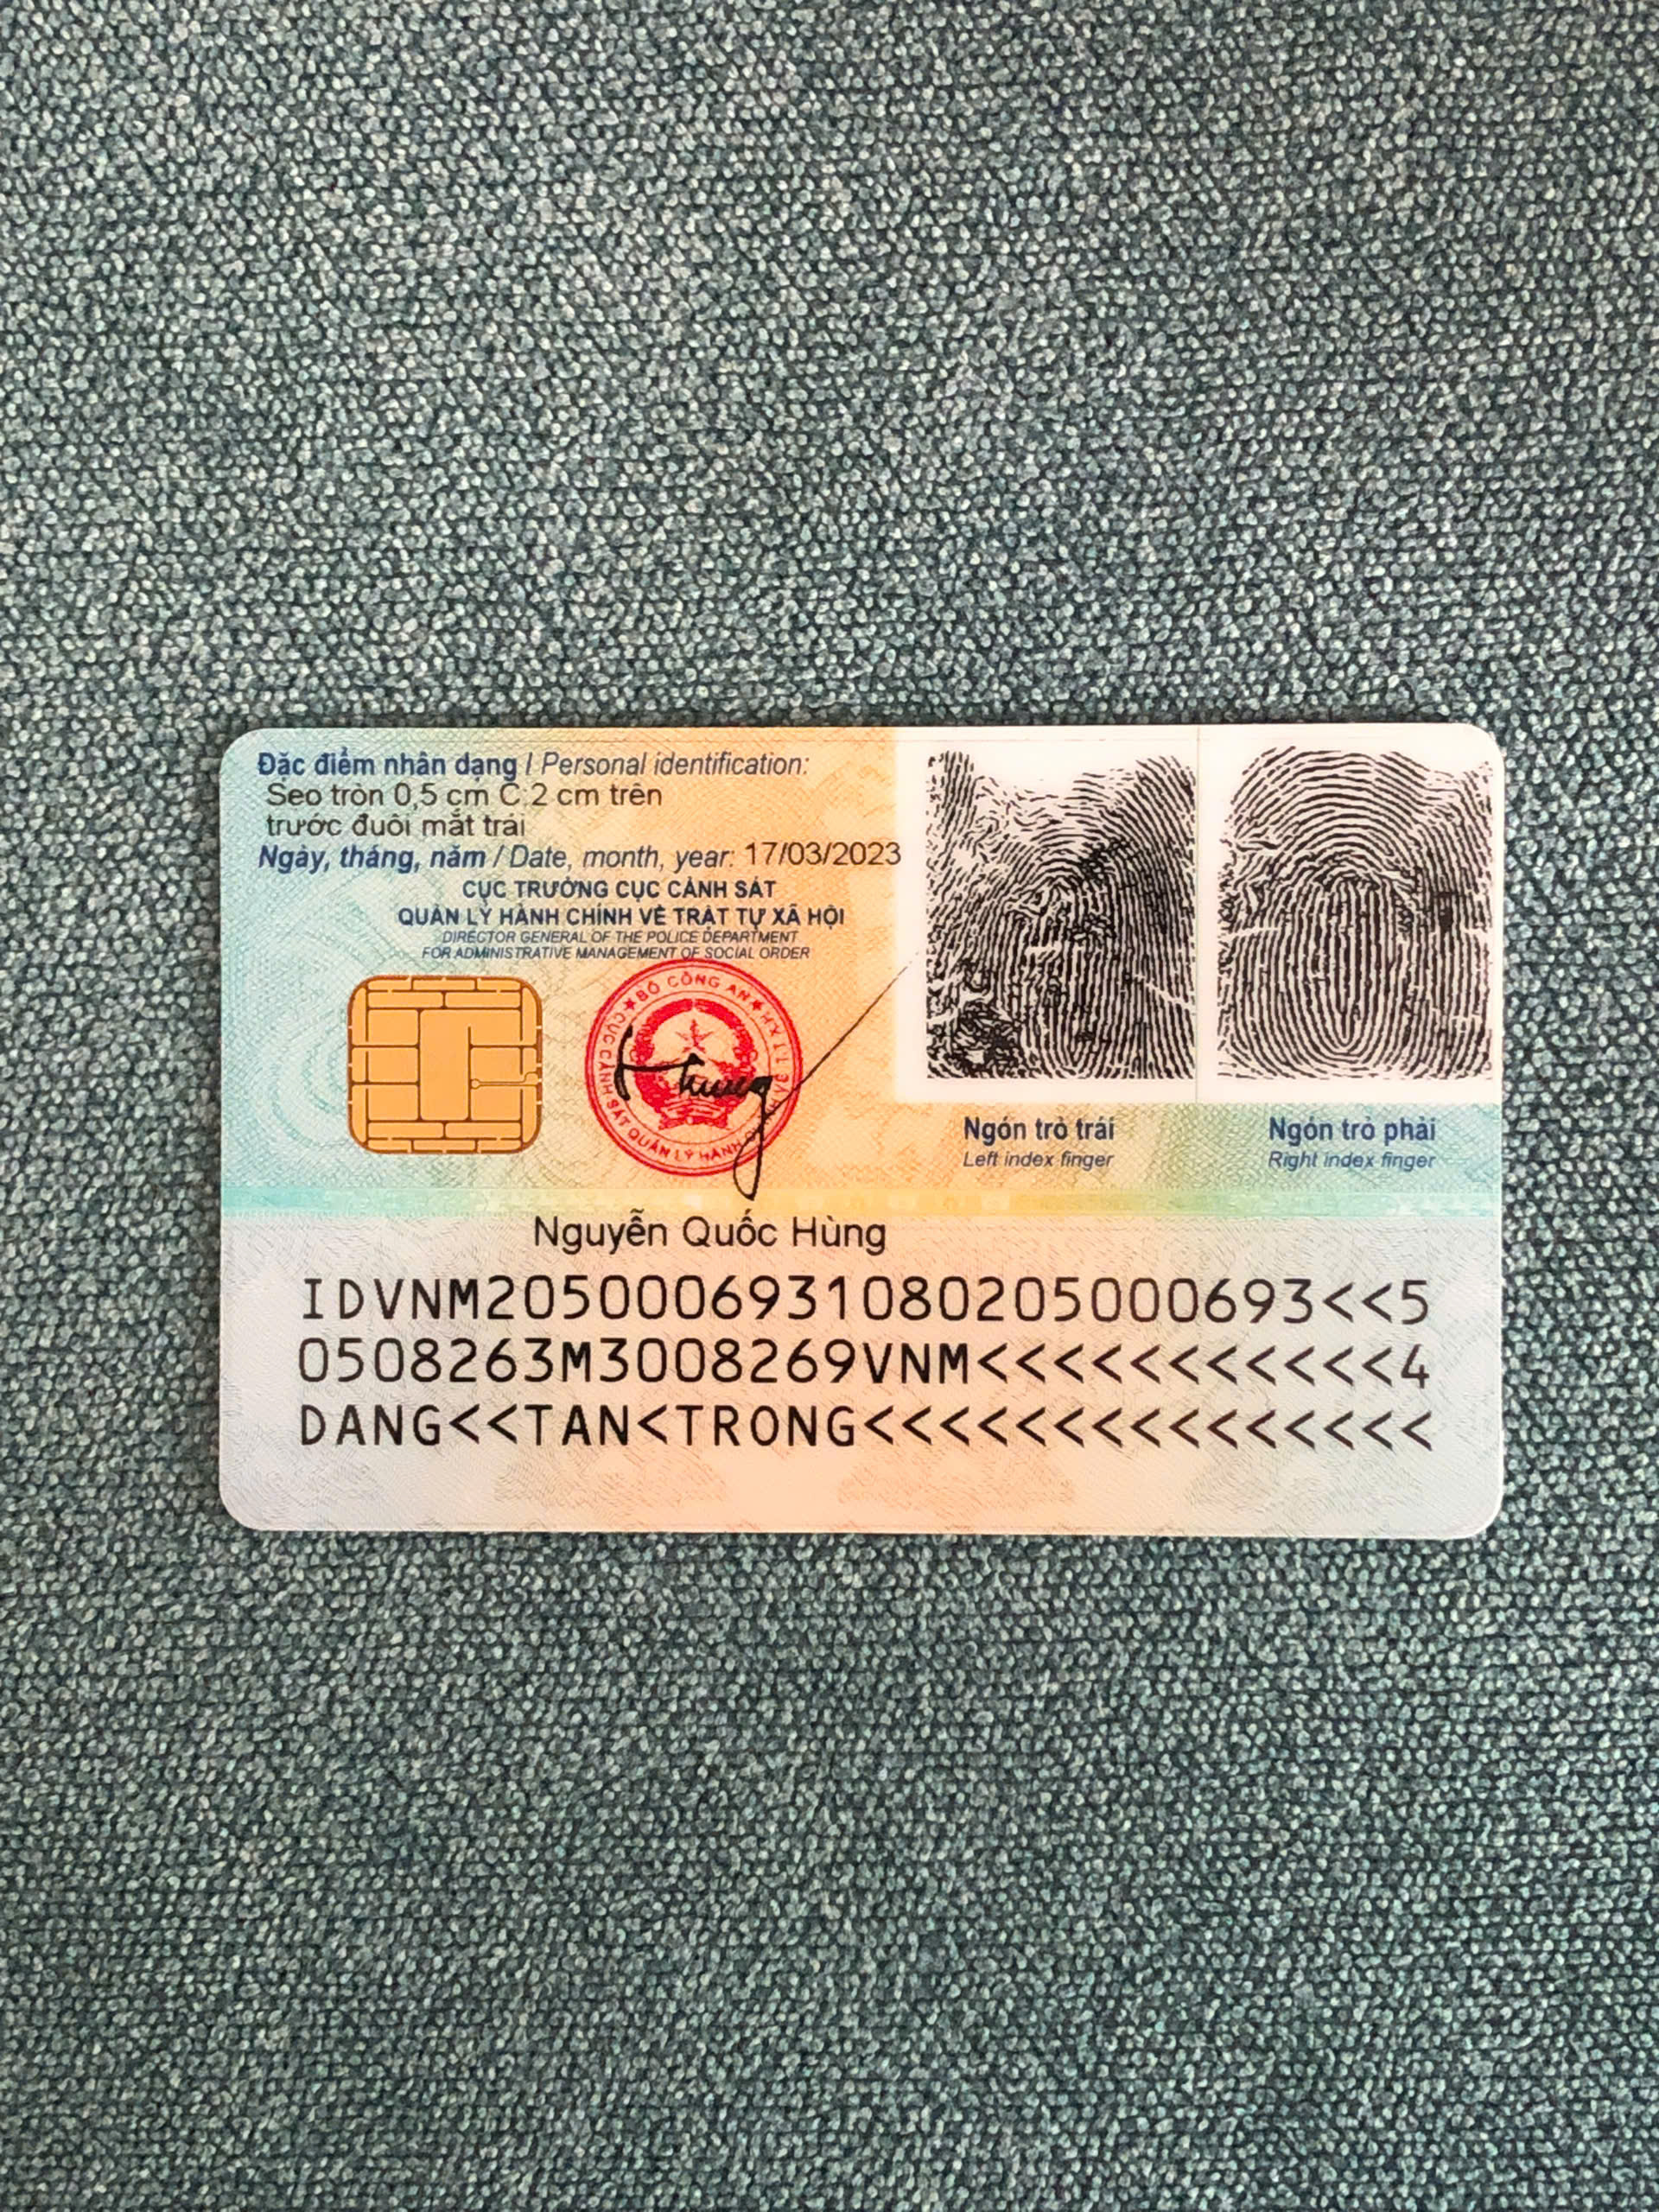 Đặc điểm nhân dạng / Personal identification:
Sẹo tròn 0,5 cm C:2 cm trên
trước đuôi mắt trái
Ngày, tháng, năm / Date, month, year: 17/03/2023
CỤC TRƯỞNG CỤC CẢNH SÁT
QUẢN LÝ HÀNH CHÍNH VỀ TRẬT TỰ XÃ HỘI
DIRECTOR GENERAL OF THE POLICE DEPARTMENT
FOR ADMINISTRATIVE MANAGEMENT OF SOCIAL ORDER
BỘ CÔNG AN
CỤC CẢNH SÁT QUẢN LÝ HÀNH
Hùng
Ngón trỏ trái
Left index finger
Ngón trỏ phải
Right index finger
Nguyễn Quốc Hùng
IDVNM2050006931080205000693<<5
0508263M3008269VNM<<<<<<<<<<<4
DANG<<TAN<TRONG<<<<<<<<<<<<<<<